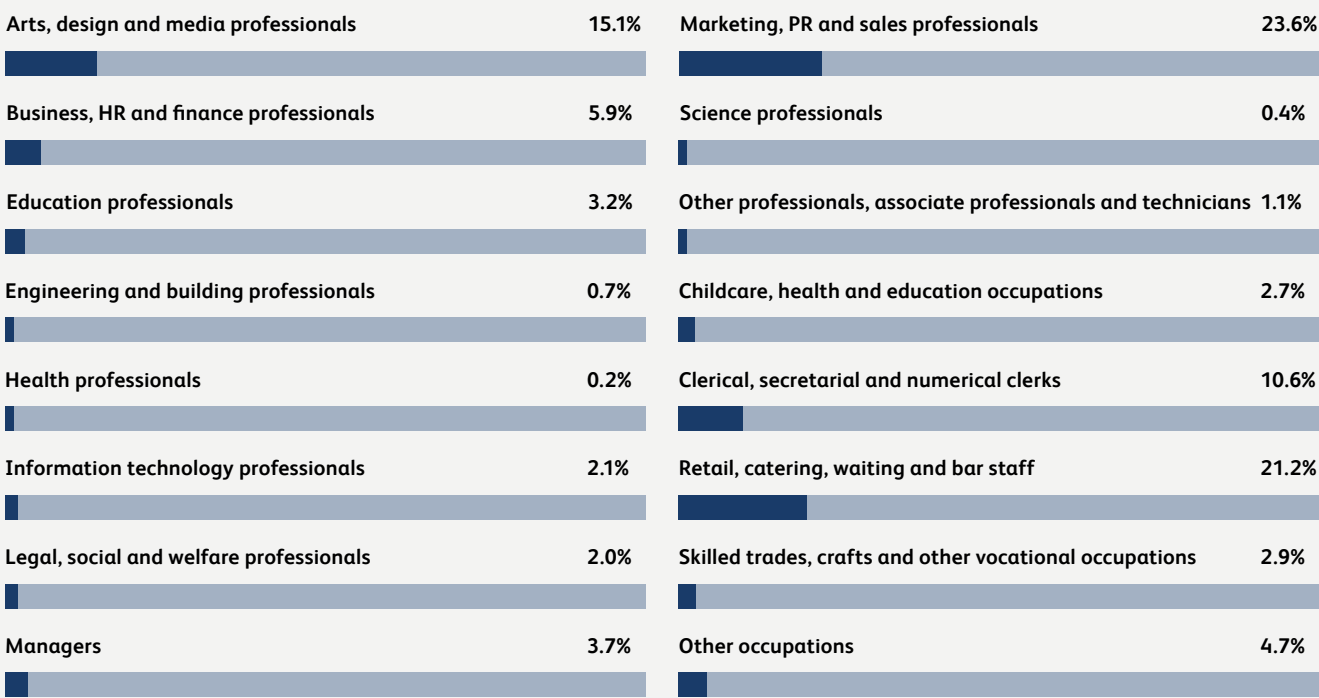 Arts, design and media professionals 15.1%
Business, HR and finance professionals 5.9%
Education professionals 3.2%
Engineering and building professionals 0.7%
Health professionals 0.2%
Information technology professionals 2.1%
Legal, social and welfare professionals 2.0%
Managers 3.7%
Marketing, PR and sales professionals 23.6%
Science professionals 0.4%
Other professionals, associate professionals and technicians 1.1%
Childcare, health and education occupations 2.7%
Clerical, secretarial and numerical clerks 10.6%
Retail, catering, waiting and bar staff 21.2%
Skilled trades, crafts and other vocational occupations 2.9%
Other occupations 4.7%